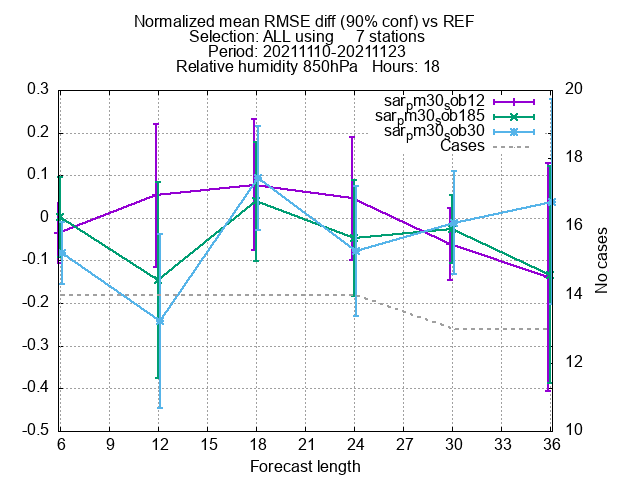 Normalized mean RMSE diff (90% conf) vs REF
Selection: ALL using 7 stations
Period: 20211110-20211123
Relative humidity 850hPa Hours: 18
0.3
0.2
0.1
0
-0.1
-0.2
-0.3
-0.4
-0.5
20
18
16
14
12
10
No cases
sarpm30sob12
sarpm30sob185
sarpm30sob30
Cases
6 9 12 15 18 21 24 27 30 33 36
Forecast length